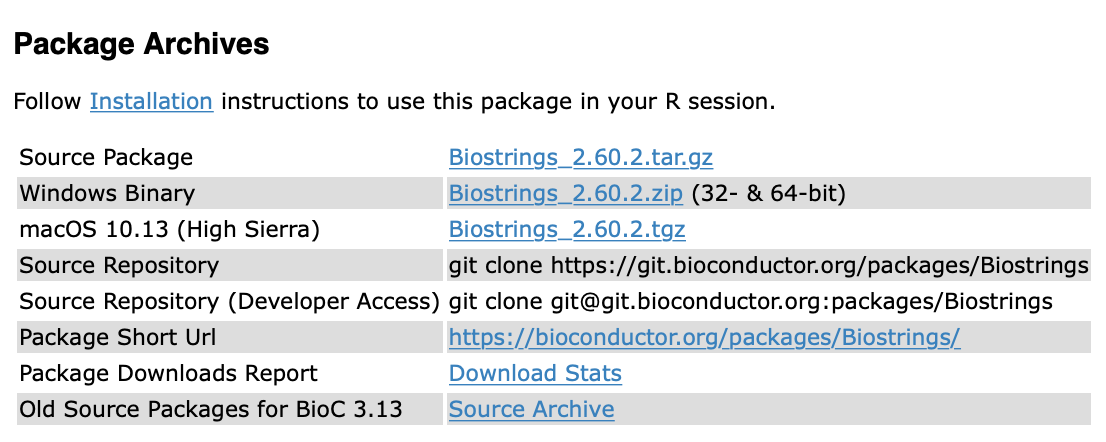 Package Archives
Follow Installation instructions to use this package in your R session.
Source Package Biostrings_2.60.2.tar.gz
Windows Binary Biostrings_2.60.2.zip (32- & 64-bit)
macOS 10.13 (High Sierra) Biostrings_2.60.2.tgz
Source Repository git clone https://git.bioconductor.org/packages/Biostrings
Source Repository (Developer Access) git clone git@git.bioconductor.org:packages/Biostrings
Package Short Url https://bioconductor.org/packages/Biostrings/
Package Downloads Report Download Stats
Old Source Packages for BioC 3.13 Source Archive